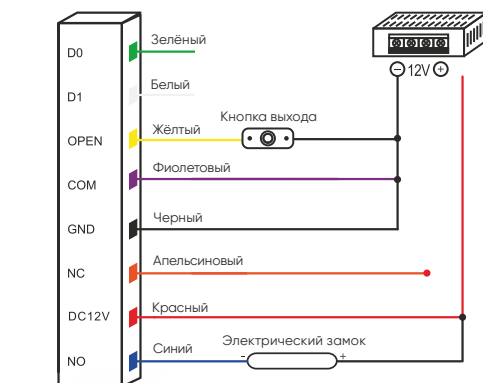 D0 Зелёный
D1 Белый
OPEN Жёлтый Кнопка выхода
COM Фиолетовый
GND Черный
NC Апельсиновый
DC12V Красный
NO Синий - Электрический замок +
− 12V +